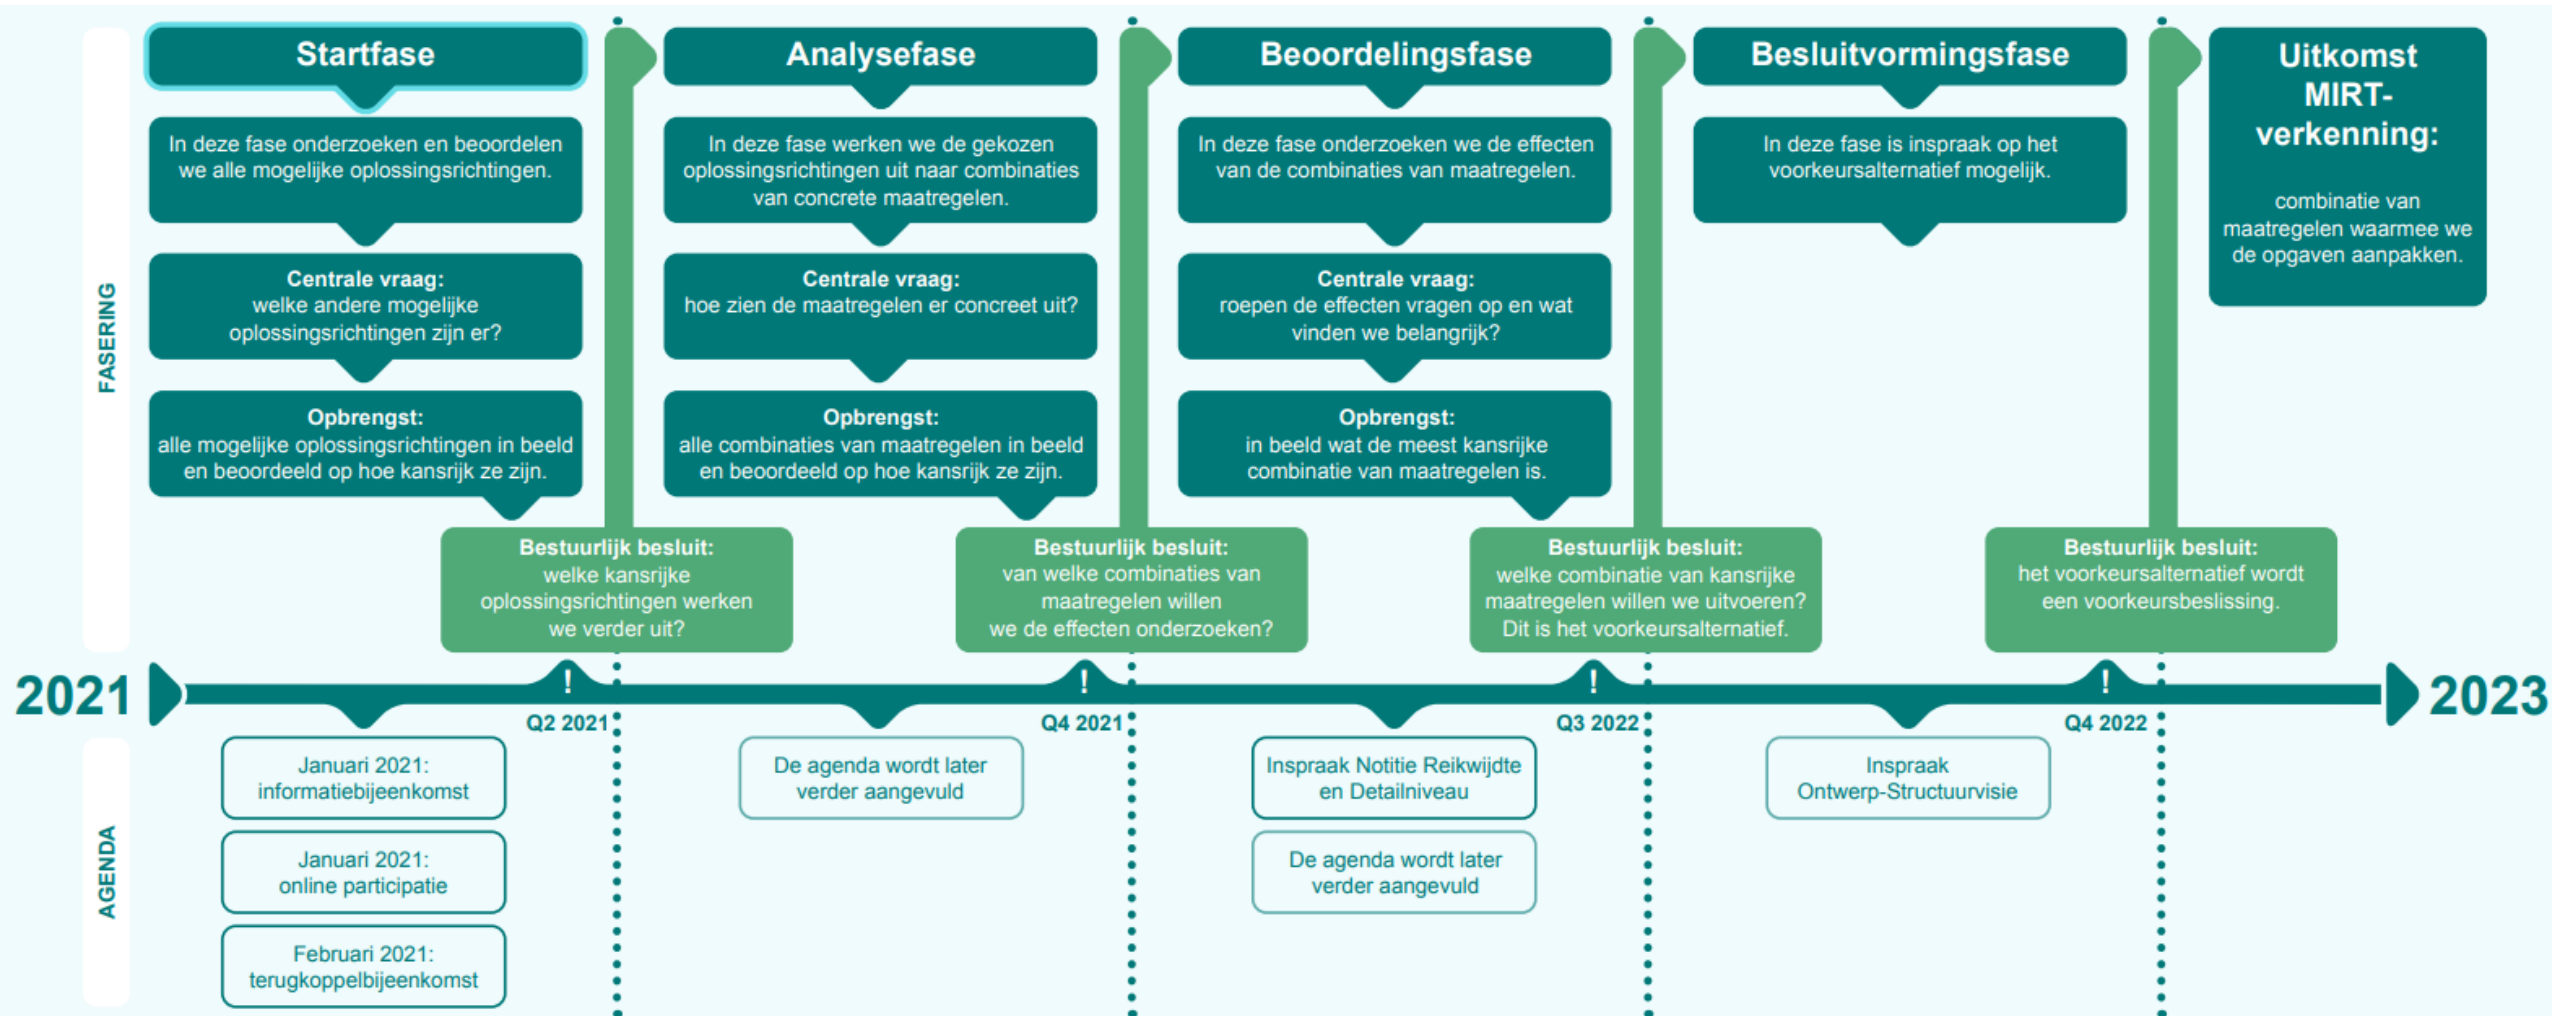 FASERING
Startfase
In deze fase onderzoeken en beoordelen
we alle mogelijke oplossingsrichtingen.
Centrale vraag:
welke andere mogelijke
oplossingsrichtingen zijn er?
Opbrengst:
alle mogelijke oplossingsrichtingen in beeld
en beoordeeld op hoe kansrijk ze zijn.
Bestuurlijk besluit:
welke kansrijke
oplossingsrichtingen werken
we verder uit?
Analysefase
In deze fase werken we de gekozen
oplossingsrichtingen uit naar combinaties
van concrete maatregelen.
Centrale vraag:
hoe zien de maatregelen er concreet uit?
Opbrengst:
alle combinaties van maatregelen in beeld
en beoordeeld op hoe kansrijk ze zijn.
Bestuurlijk besluit:
van welke combinaties van
maatregelen willen
we de effecten onderzoeken?
Beoordelingsfase
In deze fase onderzoeken we de effecten
van de combinaties van maatregelen.
Centrale vraag:
roepen de effecten vragen op en wat
vinden we belangrijk?
Opbrengst:
in beeld wat de meest kansrijke
combinatie van maatregelen is.
Bestuurlijk besluit:
welke combinatie van kansrijke
maatregelen willen we uitvoeren?
Dit is het voorkeursalternatief.
Besluitvormingsfase
In deze fase is inspraak op het
voorkeursalternatief mogelijk.
Bestuurlijk besluit:
het voorkeursalternatief wordt
een voorkeursbeslissing.
Uitkomst
MIRT-
verkenning:
combinatie van
maatregelen waarmee we
de opgaven aanpakken.
2021
!
!
!
!
2023
Q2 2021
Q4 2021
Q3 2022
Q4 2022
AGENDA
Januari 2021:
informatiebijeenkomst
Januari 2021:
online participatie
Februari 2021:
terugkoppelbijeenkomst
De agenda wordt later
verder aangevuld
Inspraak Notitie Reikwijdte
en Detailniveau
De agenda wordt later
verder aangevuld
Inspraak
Ontwerp-Structuurvisie